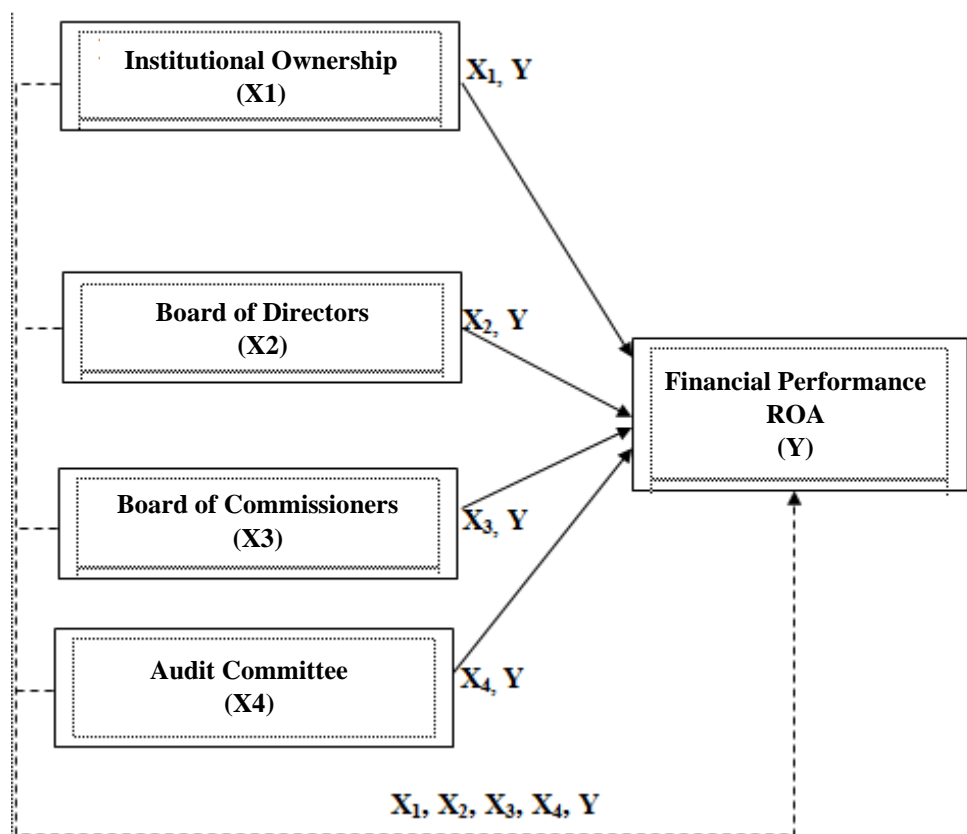 Institutional Ownership
(X1)
X₁, Y
Board of Directors
(X2)
X₂, Y
Financial Performance
ROA
(Y)
Board of Commissioners
(X3)
X₃, Y
Audit Committee
(X4)
X₄, Y
X₁, X₂, X₃, X₄, Y